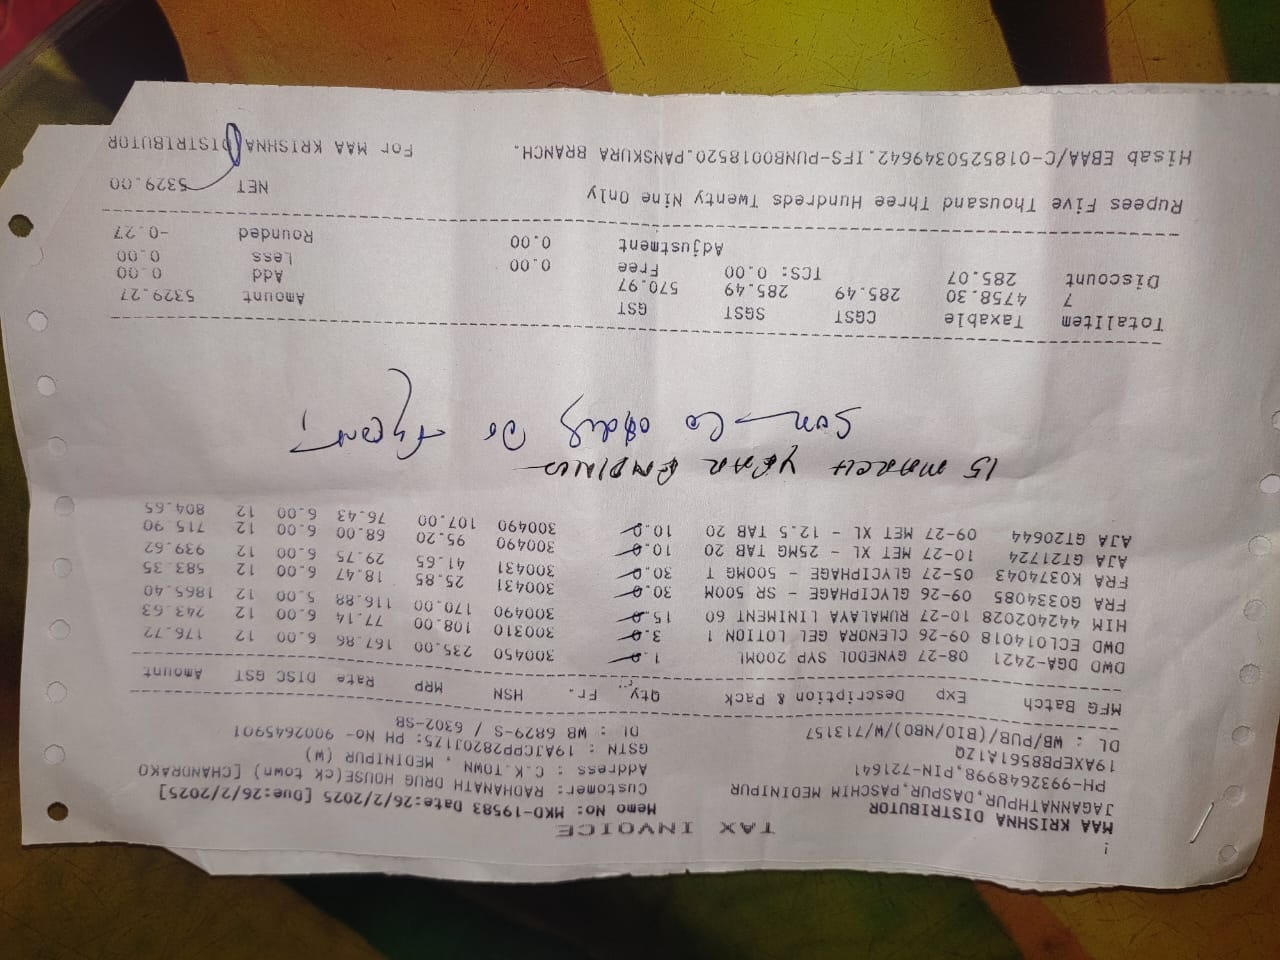 TAX INVOICE
MAA KRISHNA DISTRIBUTOR
JAGANNATHPUR,DASPUR,PASCHIM MEDINIPUR
PH-9932648998,PIN-721641
19AXEPB8561A1ZQ
DL : WB/PUB/(BIO/NBO)/W/713157
Memo No: MKD-19583 Date:26/2/2025 [Due:26/2/2025]
Customer: RADHANATH DRUG HOUSE(ck town) [CHANDRAKO
Address : C.K.TOWN , MEDINIPUR (W)
GSTN : 19AJCPP2820J1Z5: PH No- 9002645901
DL : WB 6829-S / 6302-SB
MFG Batch Exp Description & Pack Qty. Fr. HSN MRP Rate DISC GST Amount
DWD DGA-2421 08-27 GYNEDOL SYP 200ML 1.0 300450 235.00 167.86 6.00 12 176.72
DWD ECL014018 09-26 CLENORA GEL LOTION 1 3.0 300310 108.00 77.14 6.00 12 243.63
HIM 442402028 10-27 RUMALAYA LINIMENT 60 15.0 300490 170.00 116.88 5.00 12 1865.40
FRA G0334085 09-26 GLYCIPHAGE - SR 500M 30.0 300431 25.85 18.47 6.00 12 583.35
FRA K0374043 05-27 GLYCIPHAGE - 500MG T 30.0 300431 41.65 29.75 6.00 12 939.62
AJA GT21724 10-27 MET XL - 25MG TAB 20 10.0 300490 95.20 68.00 6.00 12 715.90
AJA GT20644 09-27 MET XL - 12.5 TAB 20 10.0 300490 107.00 76.43 6.00 12 804.65
15 MARCH YEAR ENDING
TotalItem Taxable CGST SGST GST
7 4758.30 285.49 285.49 570.97 Amount 5329.27
Discount 285.07 TCS: 0.00 Free 0.00 Add 0.00
Adjustment 0.00 Less 0.00
Rounded -0.27
Rupees Five Thousand Three Hundreds Twenty Nine Only NET 5329.00
Hisab EBAA/C-0185250349642.IFS-PUNB0018520.PANSKURA BRANCH. For MAA KRISHNA DISTRIBUTOR